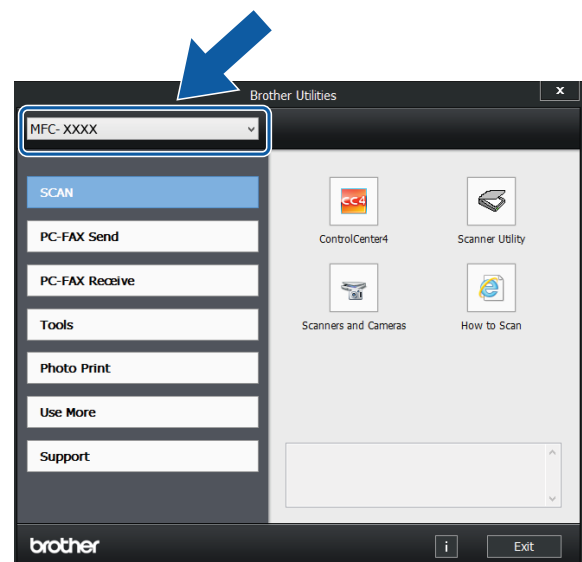 Brother Utilities
x
MFC- XXXX
SCAN
PC-FAX Send
PC-FAX Receive
Tools
Photo Print
Use More
Support
CC4
ControlCenter4
Scanner Utility
Scanners and Cameras
How to Scan
brother
i
Exit